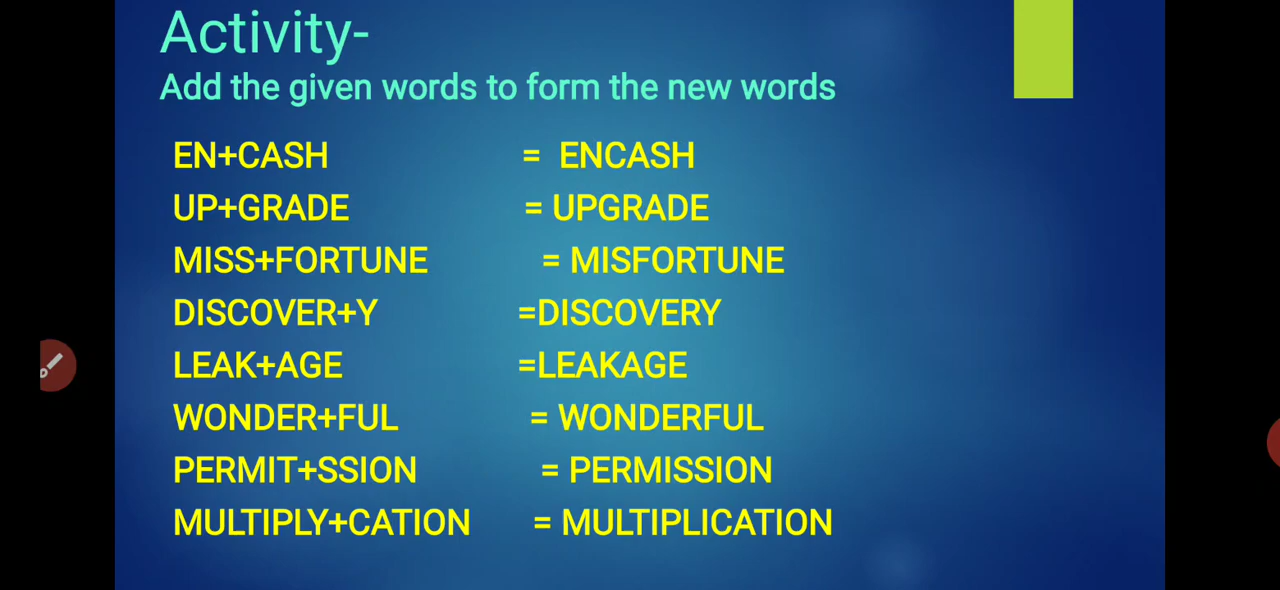 Activity-
Add the given words to form the new words
EN+CASH = ENCASH
UP+GRADE = UPGRADE
MISS+FORTUNE = MISFORTUNE
DISCOVER+Y =DISCOVERY
LEAK+AGE =LEAKAGE
WONDER+FUL = WONDERFUL
PERMIT+SSION = PERMISSION
MULTIPLY+CATION = MULTIPLICATION